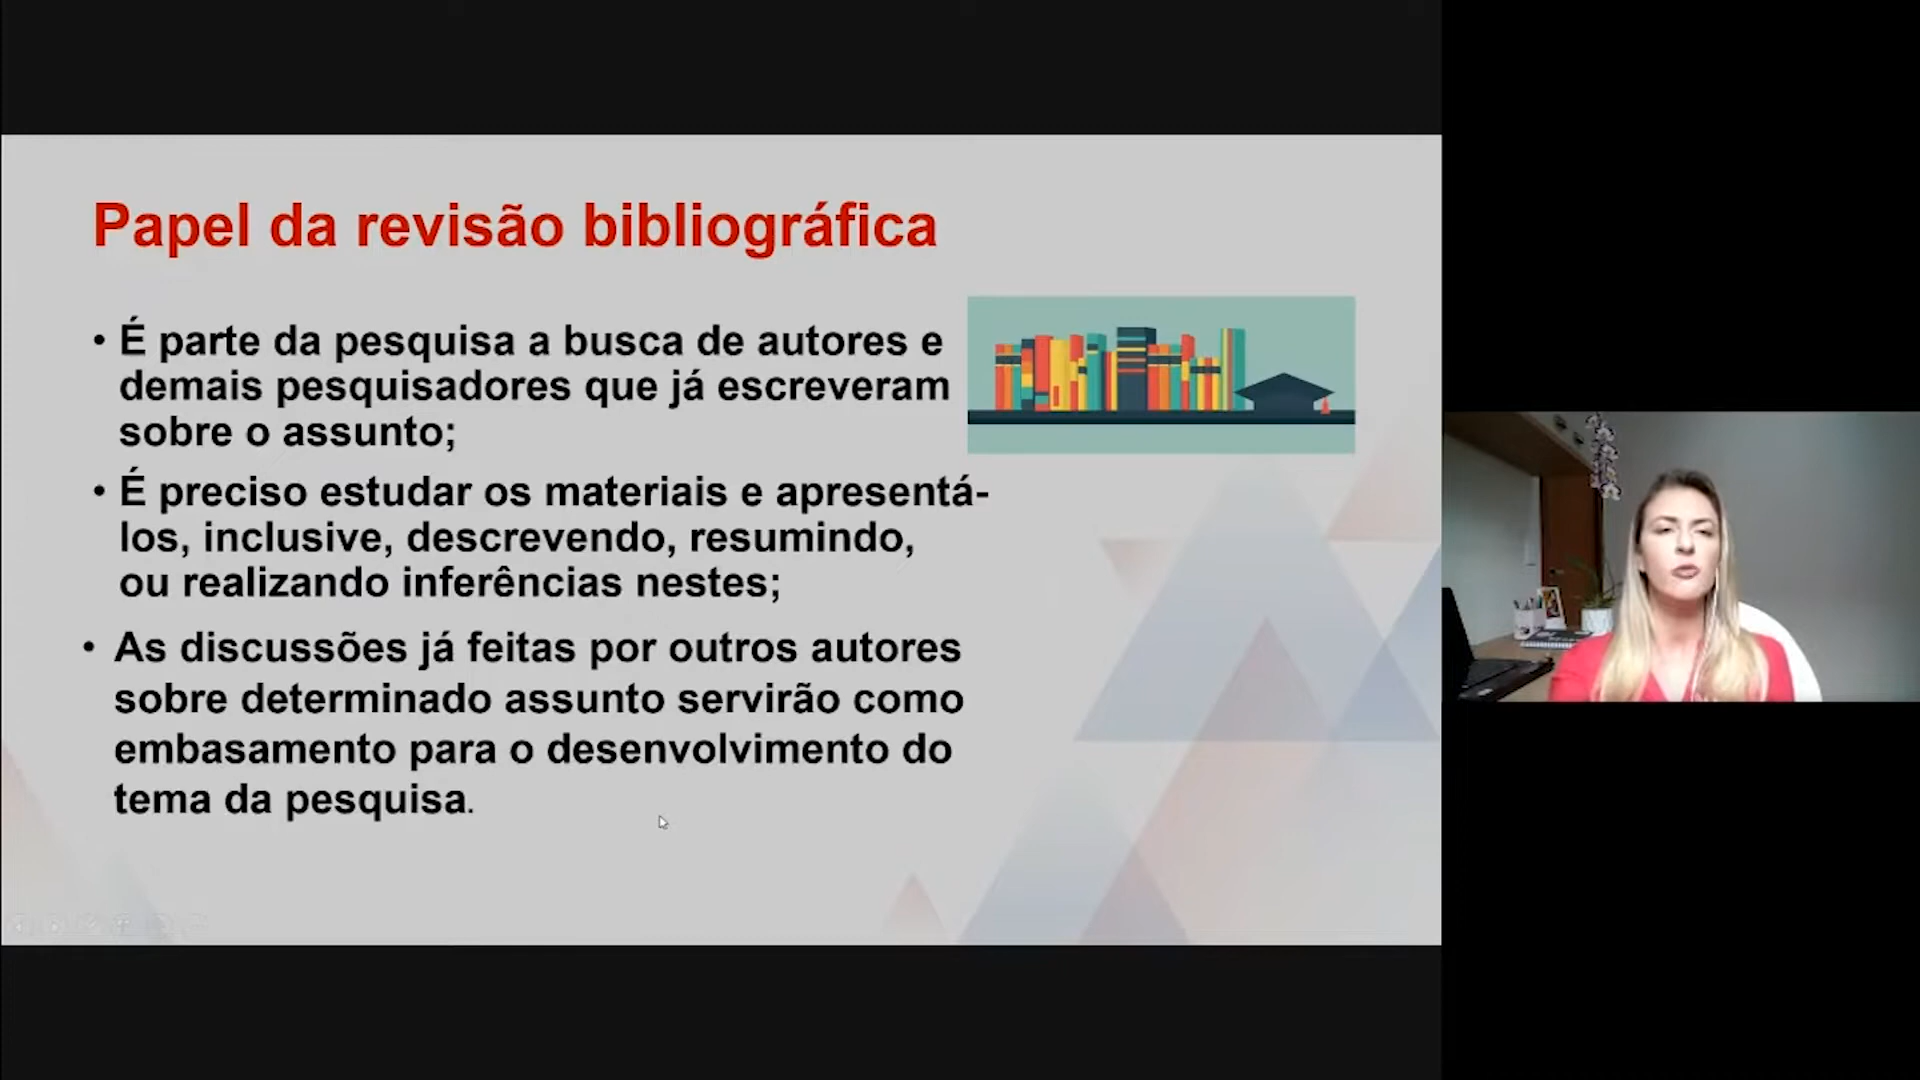 Papel da revisão bibliográfica
• É parte da pesquisa a busca de autores e
demais pesquisadores que já escreveram
sobre o assunto;
• É preciso estudar os materiais e apresentá-
los, inclusive, descrevendo, resumindo,
ou realizando inferências nestes;
• As discussões já feitas por outros autores
sobre determinado assunto servirão como
embasamento para o desenvolvimento do
tema da pesquisa.